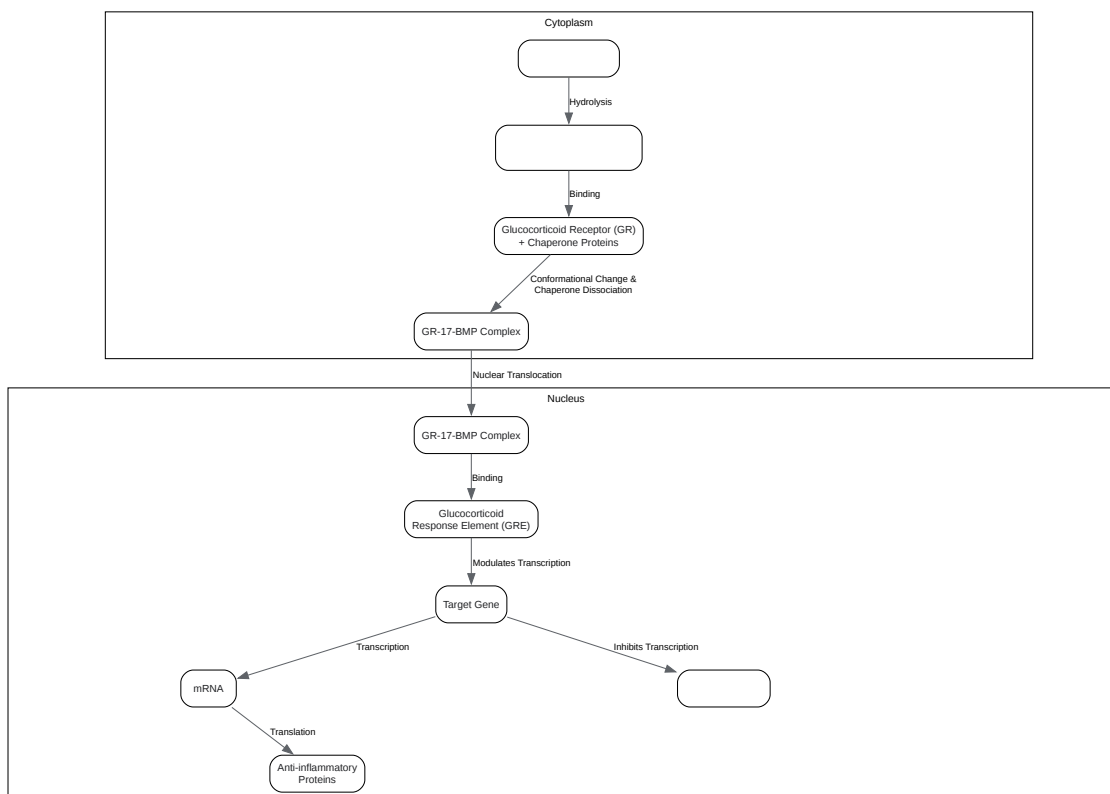 Cytoplasm
Hydrolysis
Binding
Glucocorticoid Receptor (GR)
+ Chaperone Proteins
Conformational Change &
Chaperone Dissociation
GR-17-BMP Complex
Nuclear Translocation
Nucleus
GR-17-BMP Complex
Binding
Glucocorticoid
Response Element (GRE)
Modulates Transcription
Target Gene
Transcription
Inhibits Transcription
mRNA
Translation
Anti-inflammatory
Proteins